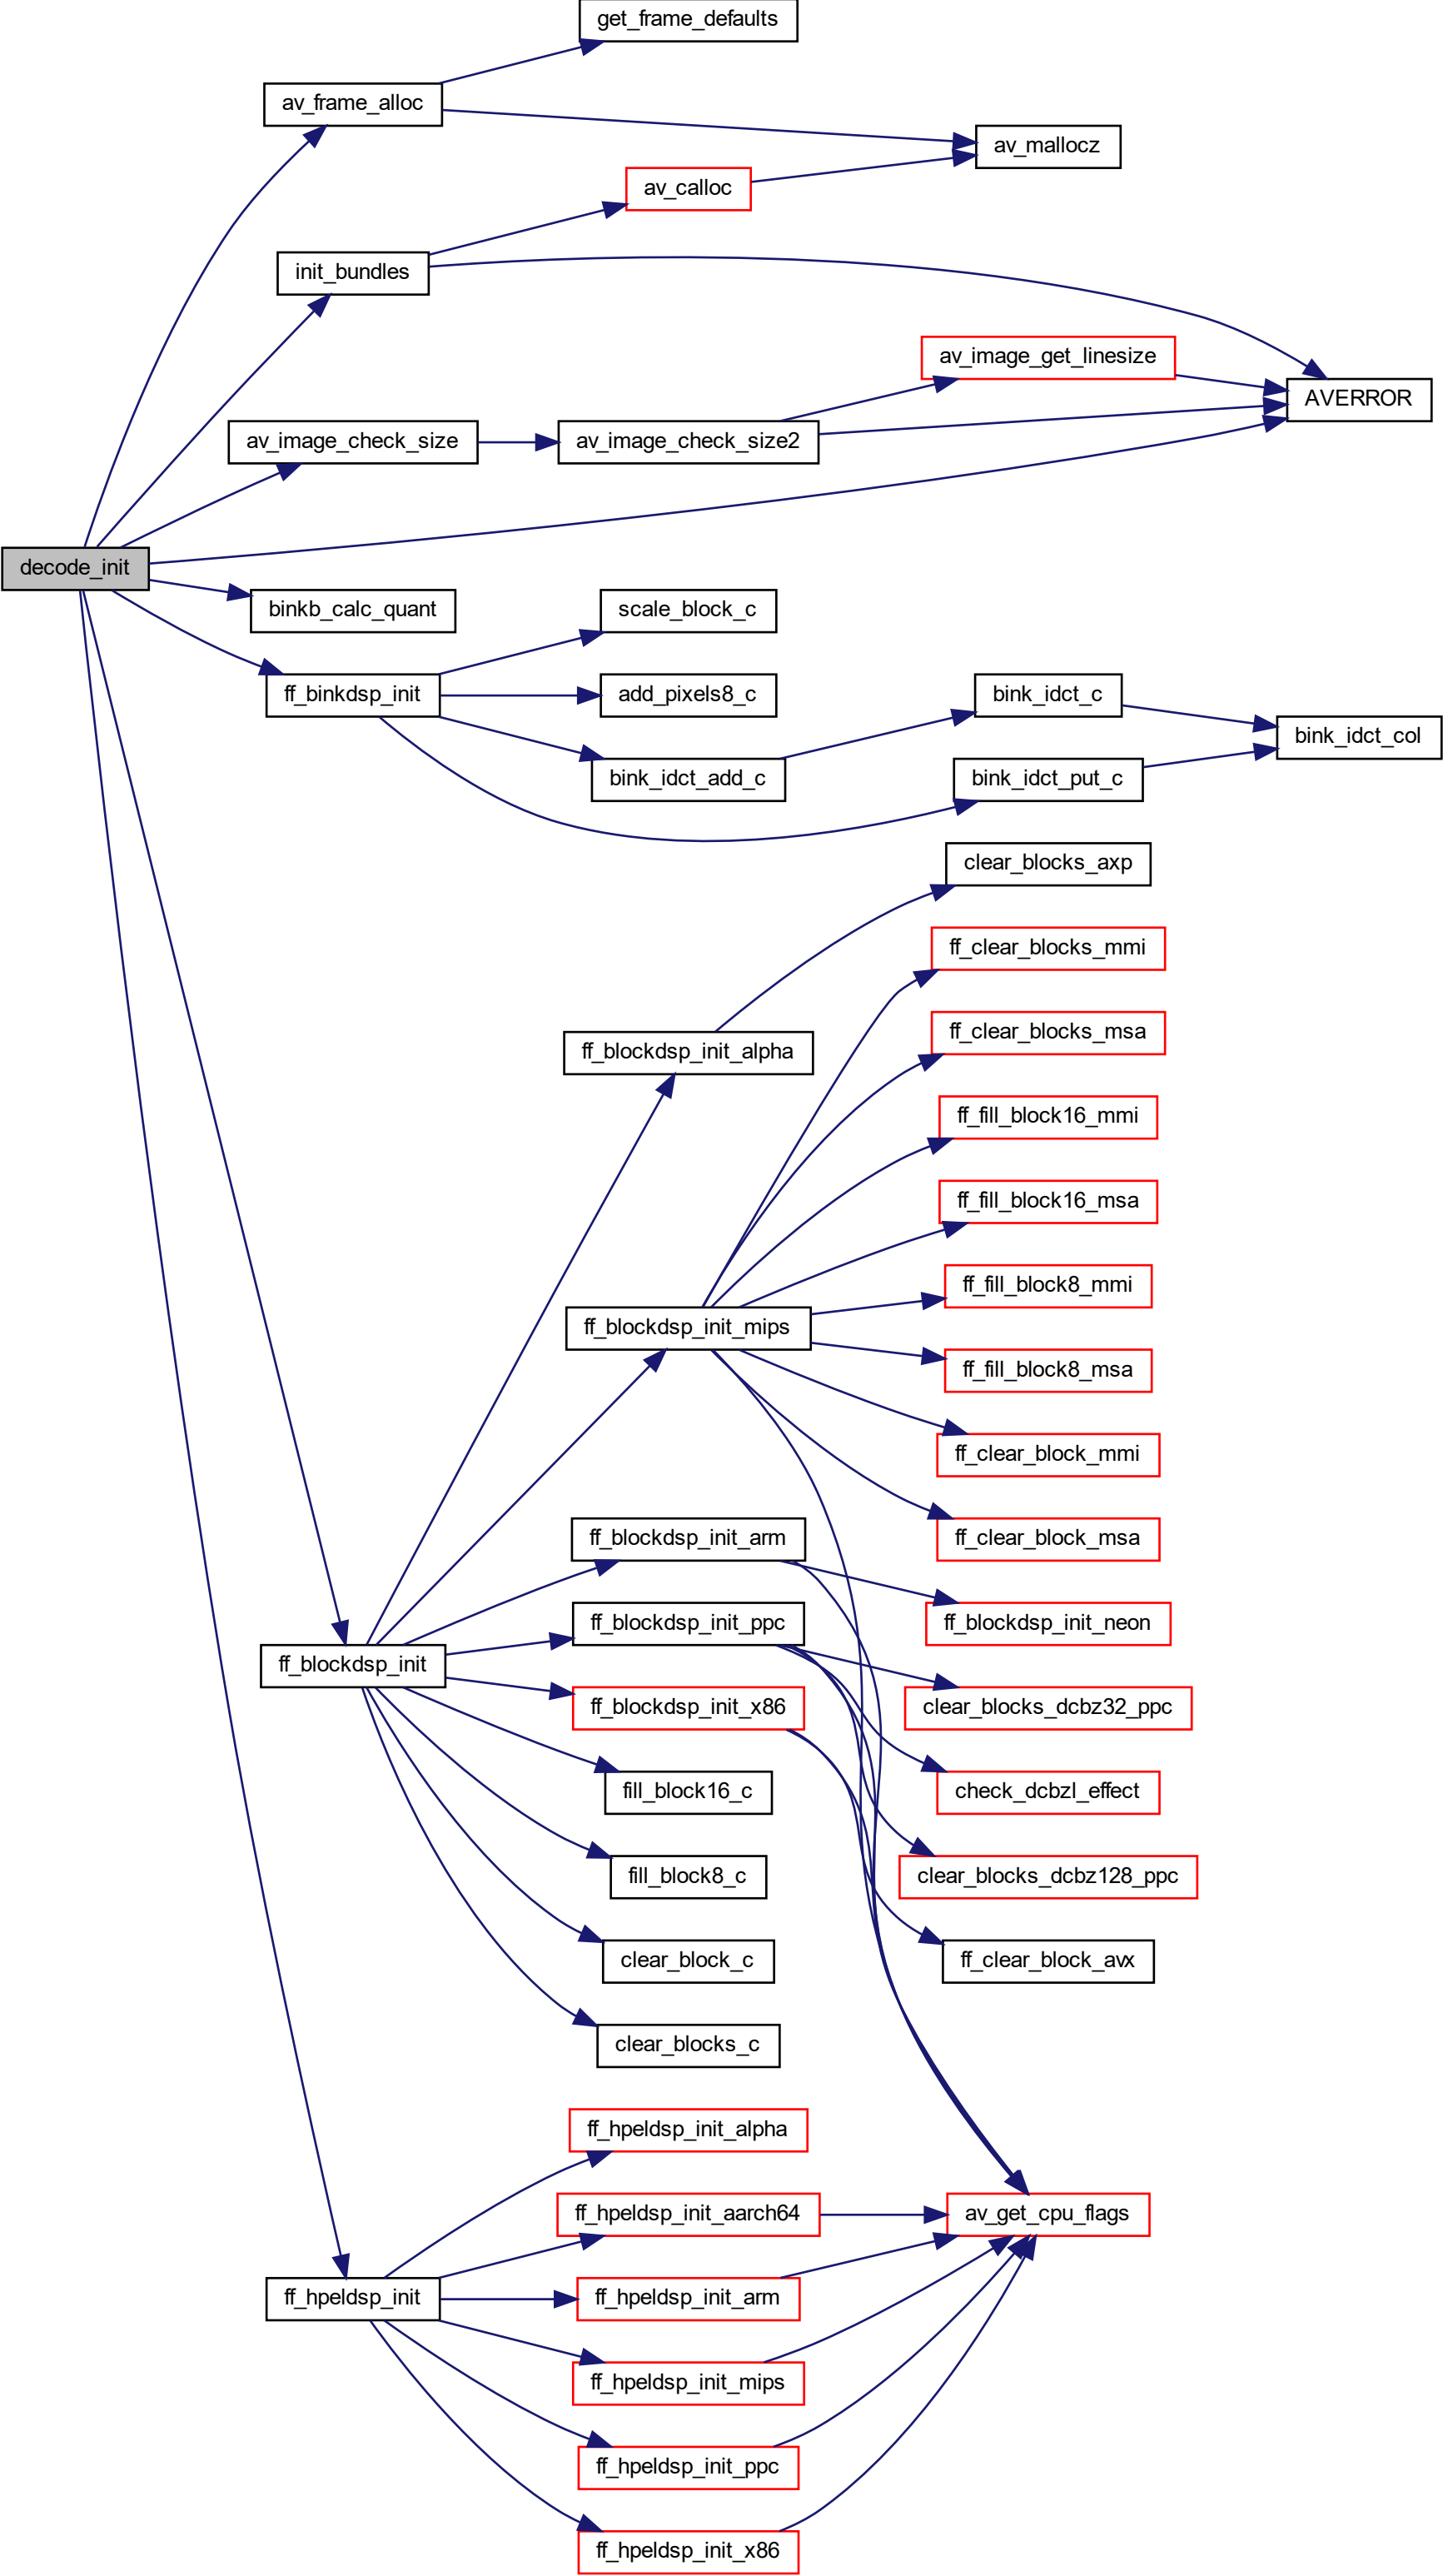 get_frame_defaults
av_frame_alloc
av_mallocz
av_calloc
init_bundles
av_image_get_linesize
AVERROR
av_image_check_size
av_image_check_size2
decode_init
binkb_calc_quant
scale_block_c
ff_binkdsp_init
add_pixels8_c
bink_idct_c
bink_idct_col
bink_idct_add_c
bink_idct_put_c
clear_blocks_axp
ff_clear_blocks_mmi
ff_clear_blocks_msa
ff_blockdsp_init_alpha
ff_fill_block16_mmi
ff_fill_block16_msa
ff_fill_block8_mmi
ff_blockdsp_init_mips
ff_fill_block8_msa
ff_clear_block_mmi
ff_clear_block_msa
ff_blockdsp_init_arm
ff_blockdsp_init_neon
ff_blockdsp_init_ppc
ff_blockdsp_init
ff_blockdsp_init_x86
clear_blocks_dcbz32_ppc
fill_block16_c
check_dcbzl_effect
fill_block8_c
clear_blocks_dcbz128_ppc
clear_block_c
ff_clear_block_avx
clear_blocks_c
ff_hpeldsp_init_alpha
ff_hpeldsp_init_aarch64
av_get_cpu_flags
ff_hpeldsp_init
ff_hpeldsp_init_arm
ff_hpeldsp_init_mips
ff_hpeldsp_init_ppc
ff_hpeldsp_init_x86